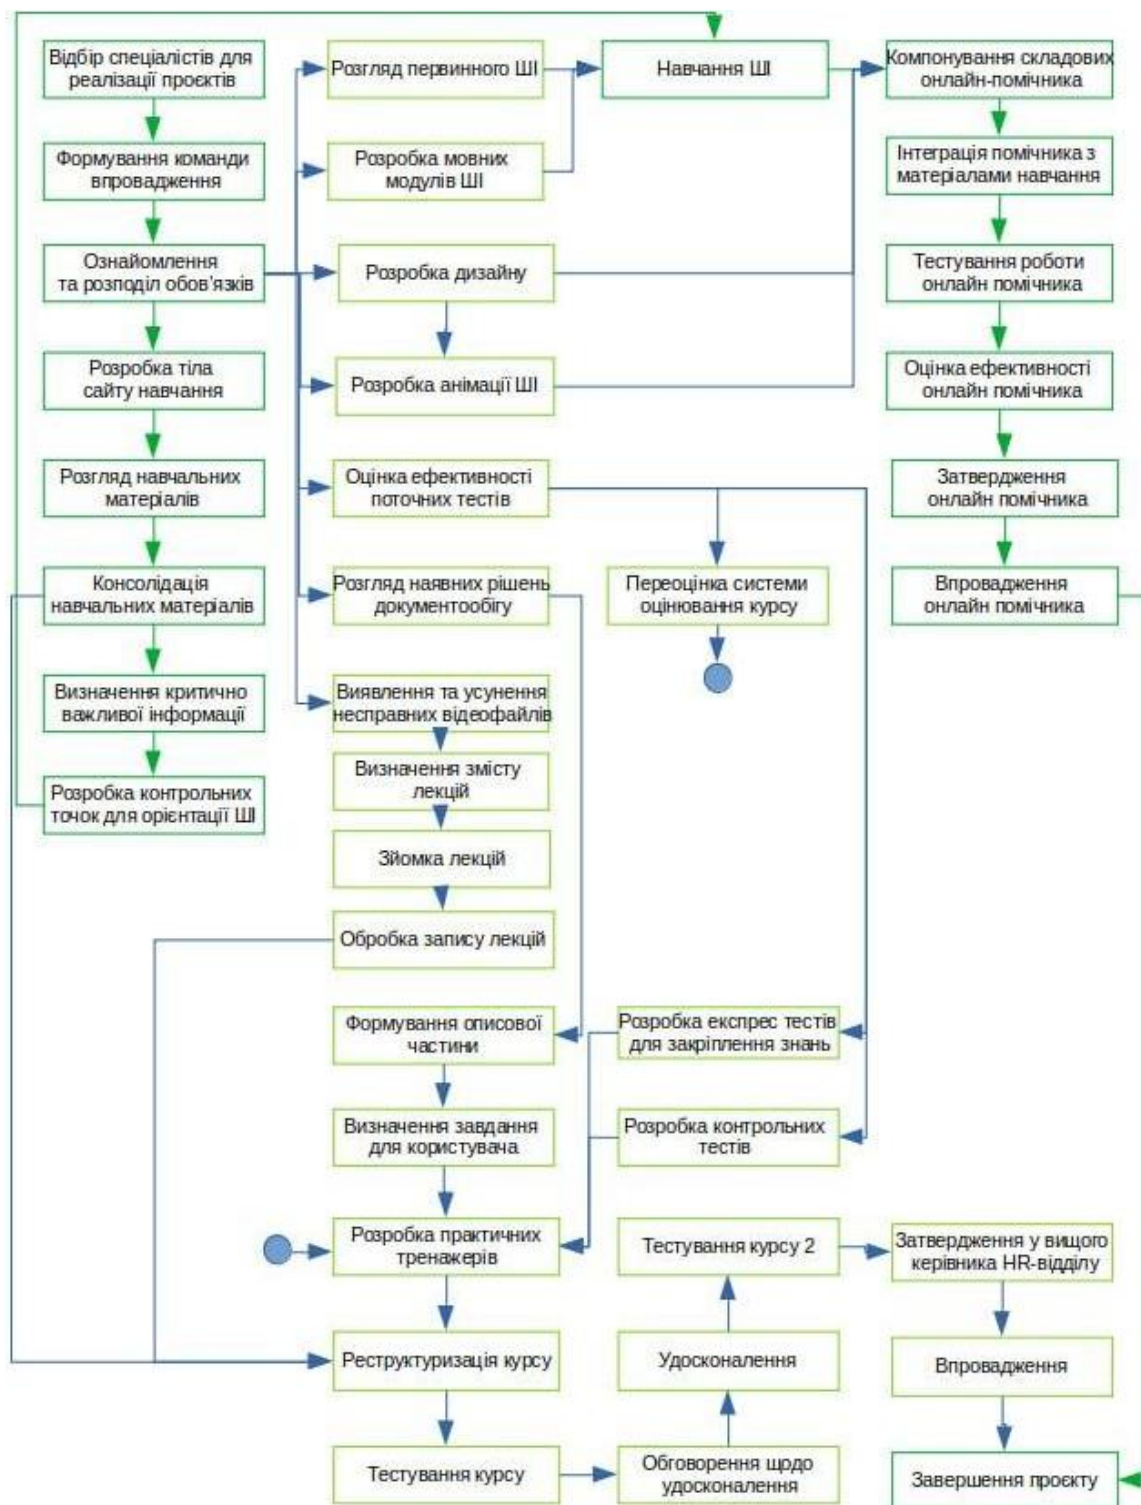 Відбір спеціалістів для
реалізації проєктів
Формування команди
впровадження
Ознайомлення
та розподіл обов'язків
Розробка тіла
сайту навчання
Розгляд навчальних
матеріалів
Консолідація
навчальних матеріалів
Визначення критично
важливої інформації
Розробка контрольних
точок для орієнтації ШІ
Розгляд первинного ШІ
Розробка мовних
модулів ШІ
Розробка дизайну
Розробка анімації ШІ
Оцінка ефективності
поточних тестів
Розгляд наявних рішень
документообігу
Виявлення та усунення
несправних відеофайлів
Визначення змісту
лекцій
Зйомка лекцій
Обробка запису лекцій
Формування описової
частини
Визначення завдання
для користувача
Розробка практичних
тренажерів
Реструктуризація курсу
Тестування курсу
Навчання ШІ
Переоцінка системи
оцінювання курсу
Розробка експрес тестів
для закріплення знань
Розробка контрольних
тестів
Тестування курсу 2
Удосконалення
Обговорення щодо
удосконалення
Компонування складових
онлайн-помічника
Інтеграція помічника з
матеріалами навчання
Тестування роботи
онлайн помічника
Оцінка ефективності
онлайн помічника
Затвердження
онлайн помічника
Впровадження
онлайн помічника
Затвердження у вищого
керівника HR-відділу
Впровадження
Завершення проєкту